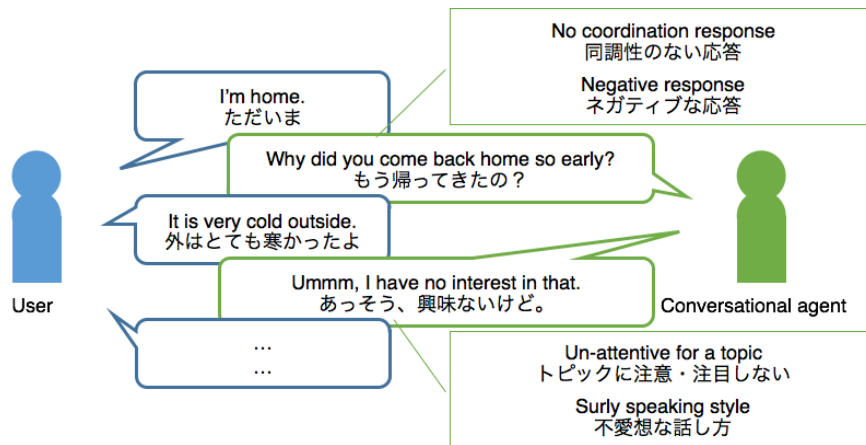 No coordination response
同調性のない応答
Negative response
ネガティブな応答
I'm home.
ただいま
Why did you come back home so early?
もう帰ってきたの？
It is very cold outside.
外はとても寒かったよ
Ummm, I have no interest in that.
あっそう、興味ないけど。
User
Conversational agent
...
...
Un-attentive for a topic
トピックに注意・注目しない
Surly speaking style
不愛想な話し方